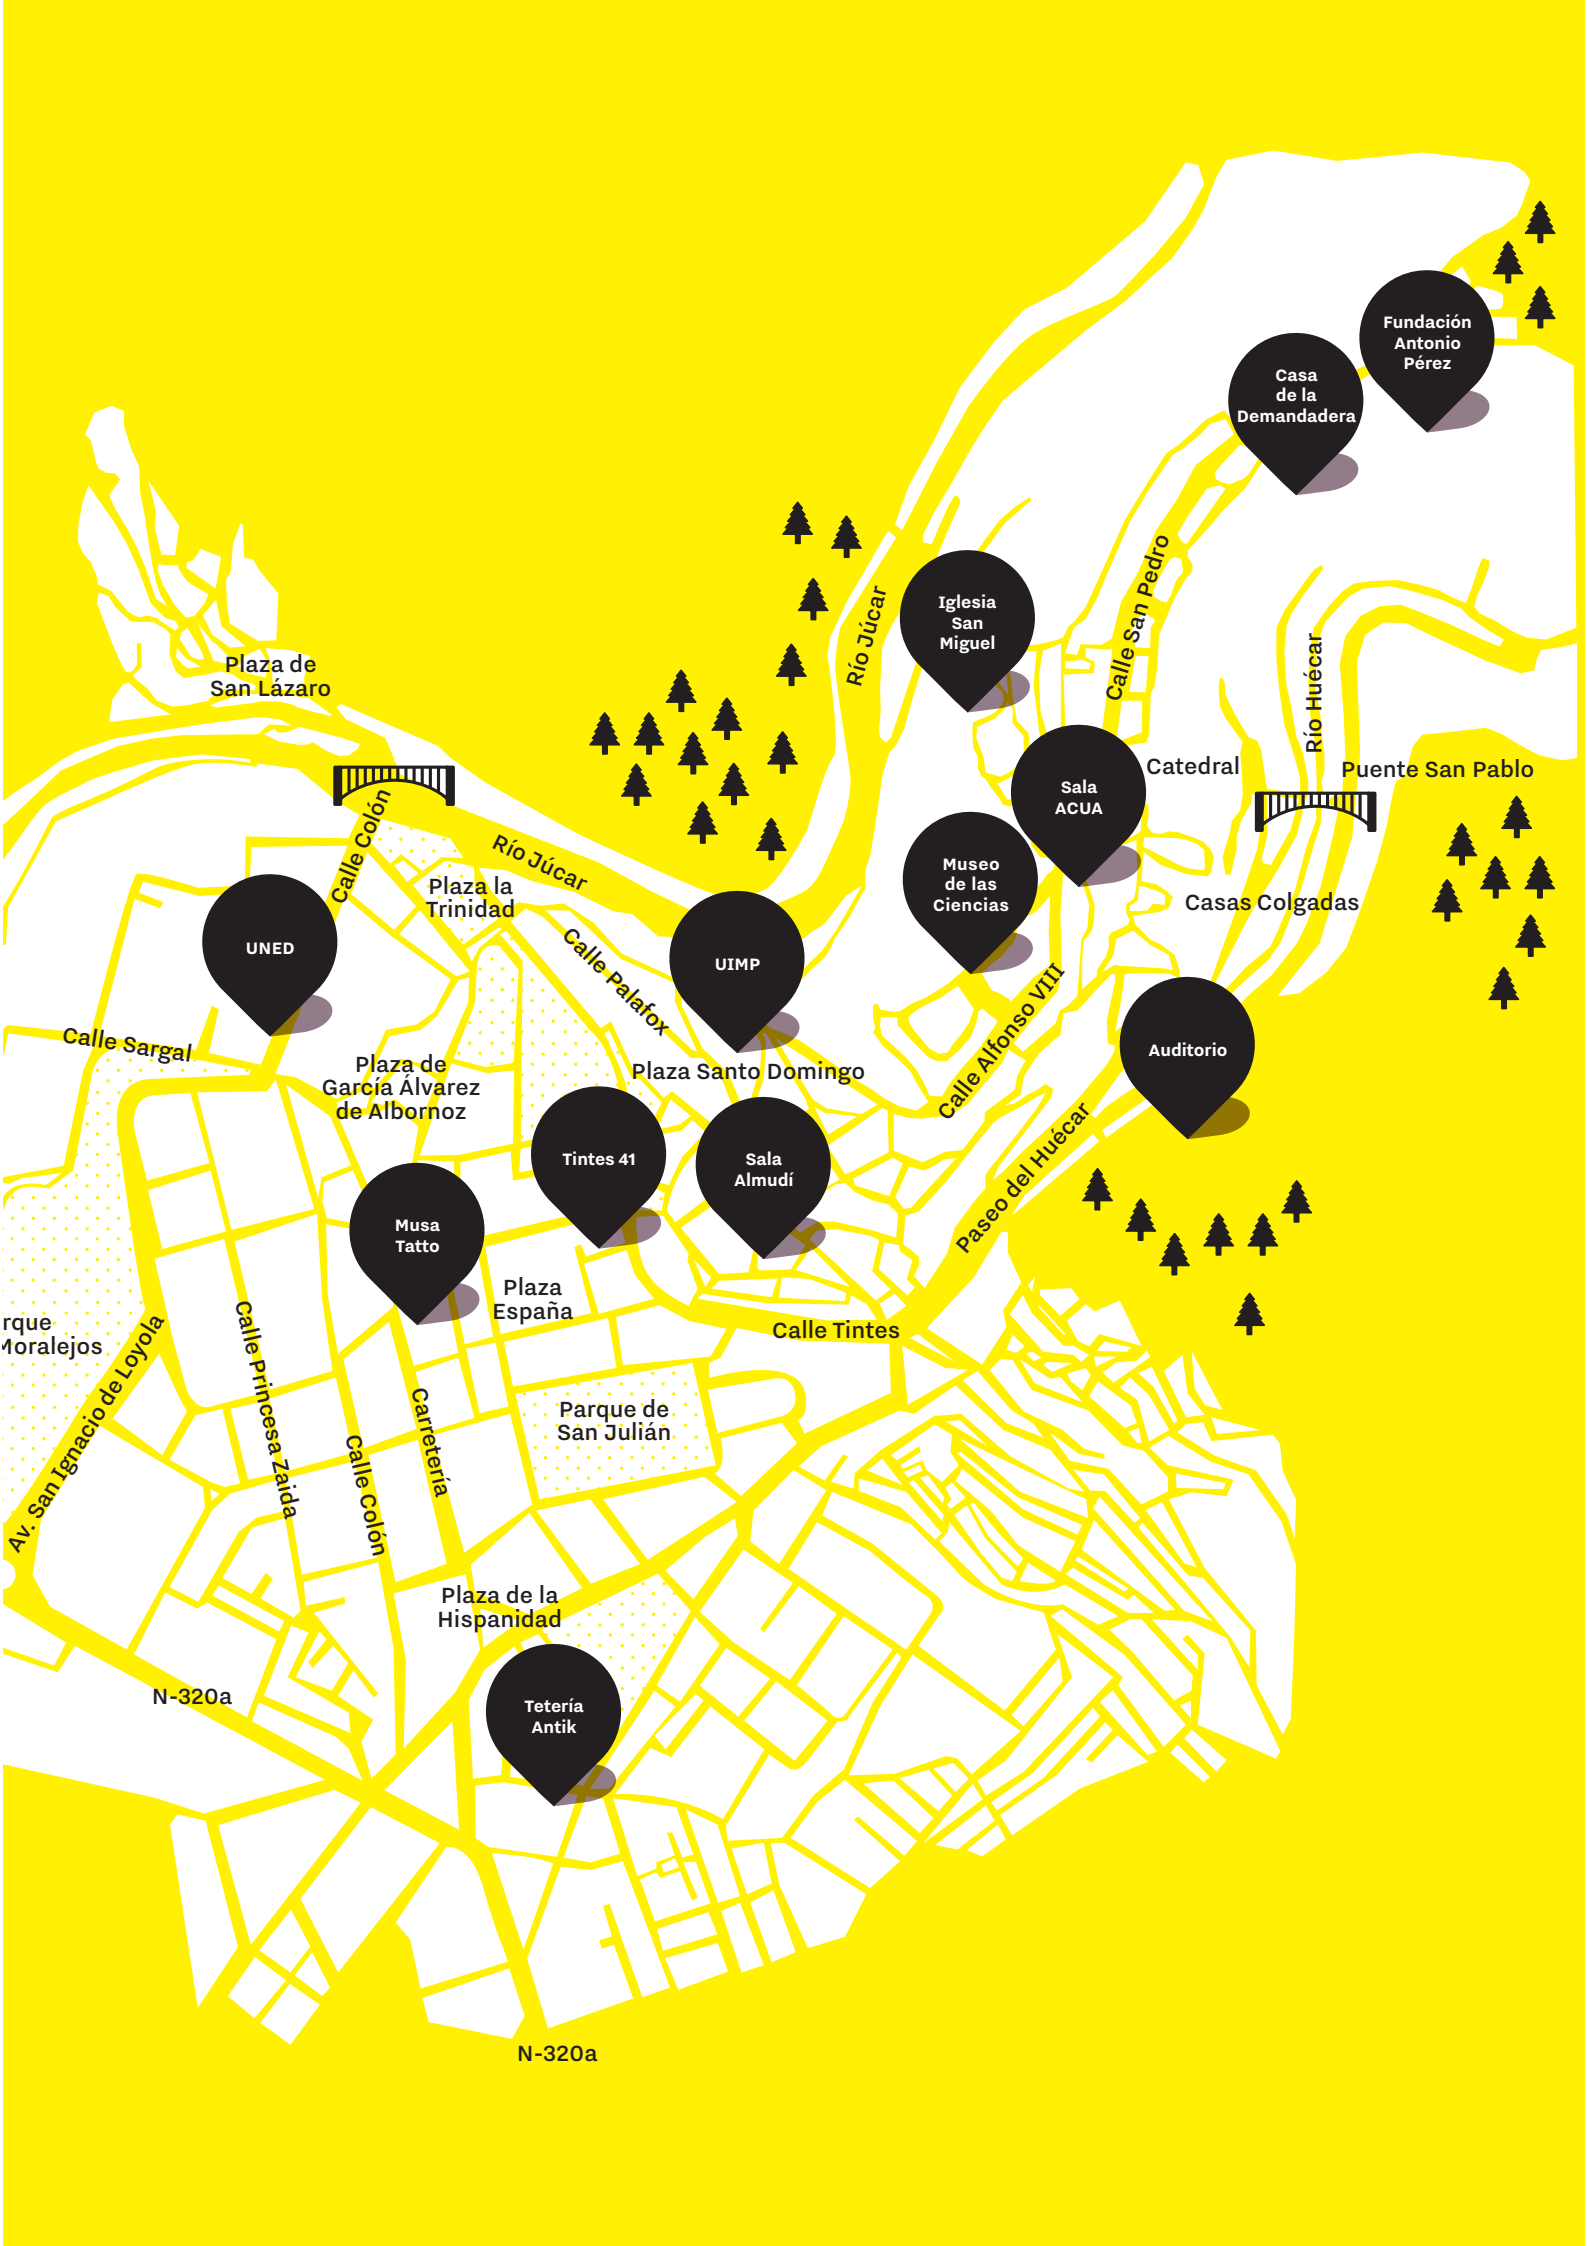 Fundación
Antonio
Pérez
Casa
de la
Demandadera
Iglesia
San
Miguel
Río Júcar
Calle San Pedro
Río Huécar
Plaza de
San Lázaro
Catedral
Puente San Pablo
Sala
ACUA
Calle Colón
Río Júcar
Plaza la
Trinidad
Museo
de las
Ciencias
Casas Colgadas
UNED
UIMP
Calle Palafox
Calle Sargal
Calle Alfonso VIII
Auditorio
Plaza de
García Álvarez
de Albornoz
Plaza Santo Domingo
Paseo del Huécar
Tintes 41
Sala
Almudí
Musa
Tatto
Plaza
España
Calle Tintes
rque
Moralejos
Av. San Ignacio de Loyola
Calle Princesa Zaida
Calle Colón
Carretería
Parque de
San Julián
Plaza de la
Hispanidad
N-320a
Tetería
Antik
N-320a